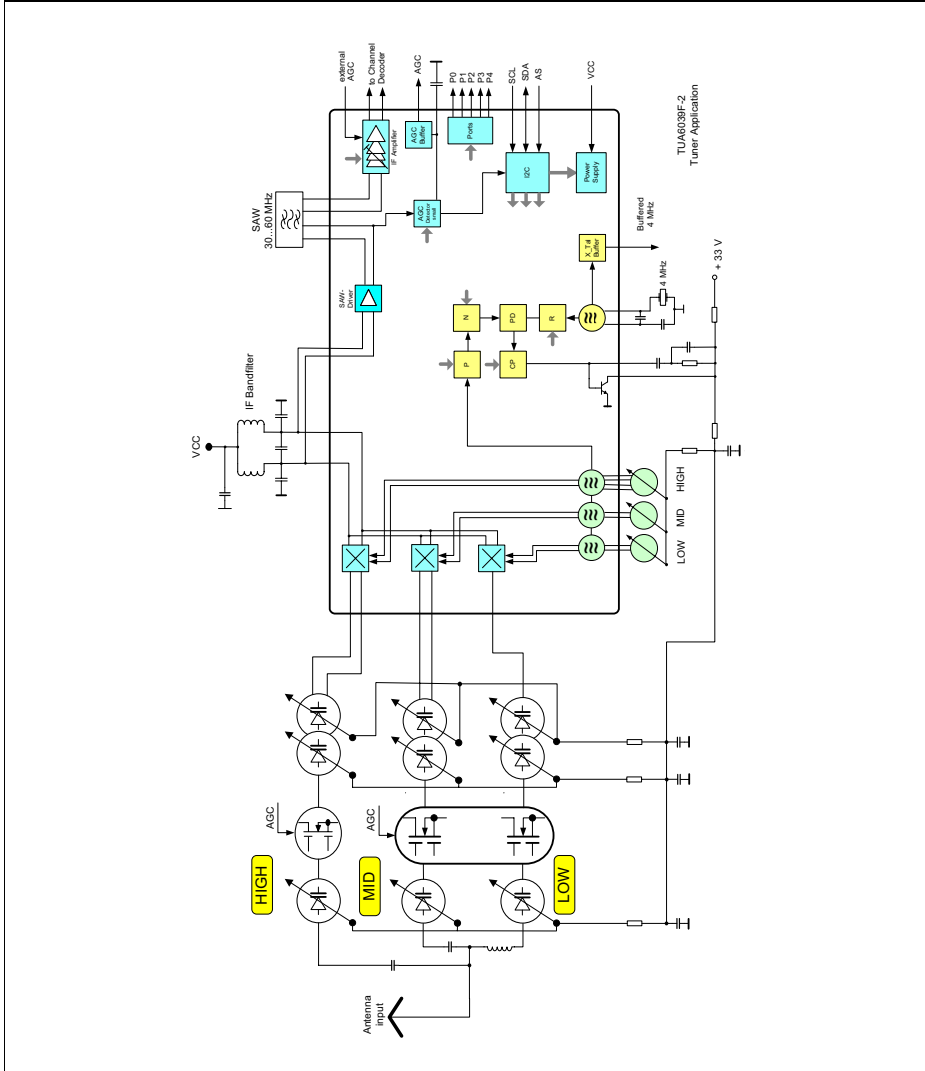 external
AGC
to Channel
Decoder
AGC
P0
P1
P2
P3
P4
SCL
SDA
AS
VCC
IF Amplifier
AGC
Buffer
Ports
I2C
Power
Supply
TUA6039F-2
Tuner Application
SAW
30...60 MHz
AGC
Detector
small
X_Tal
Buffer
Buffered
4 MHz
SAW-
Driver
N
PD
R
4 MHz
+ 33 V
P
CP
IF Bandfilter
VCC
HIGH
MID
LOW
AGC
AGC
HIGH
MID
LOW
Antenna
input